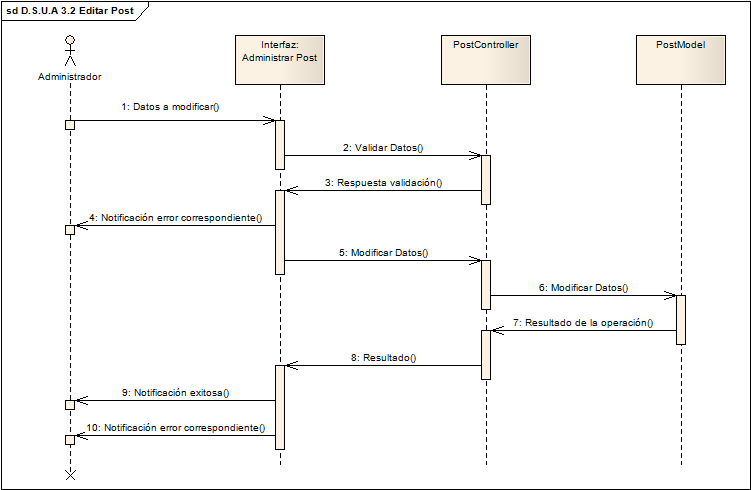 sd D.S.U.A 3.2 Editar Post
Administrador
Interfaz:
Administrar Post
PostController
PostModel
1: Datos a modificar()
2: Validar Datos()
3: Respuesta validación()
4: Notificación error correspondiente()
5: Modificar Datos()
6: Modificar Datos()
7: Resultado de la operación()
8: Resultado()
9: Notificación exitosa()
10: Notificación error correspondiente()